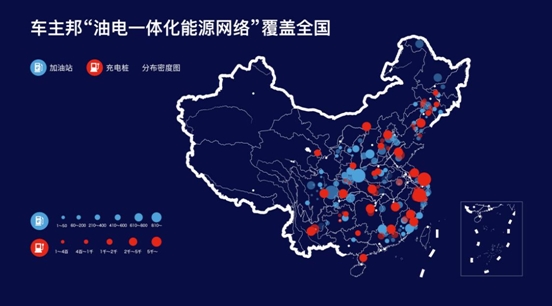 车主邦“油电一体化能源网络”覆盖全国
加油站 充电桩 分布密度图
1~60 60~200 210~400 410~600 610~800 810~
1~4百 4百~1千 1千~2千 2千~5千 5千~